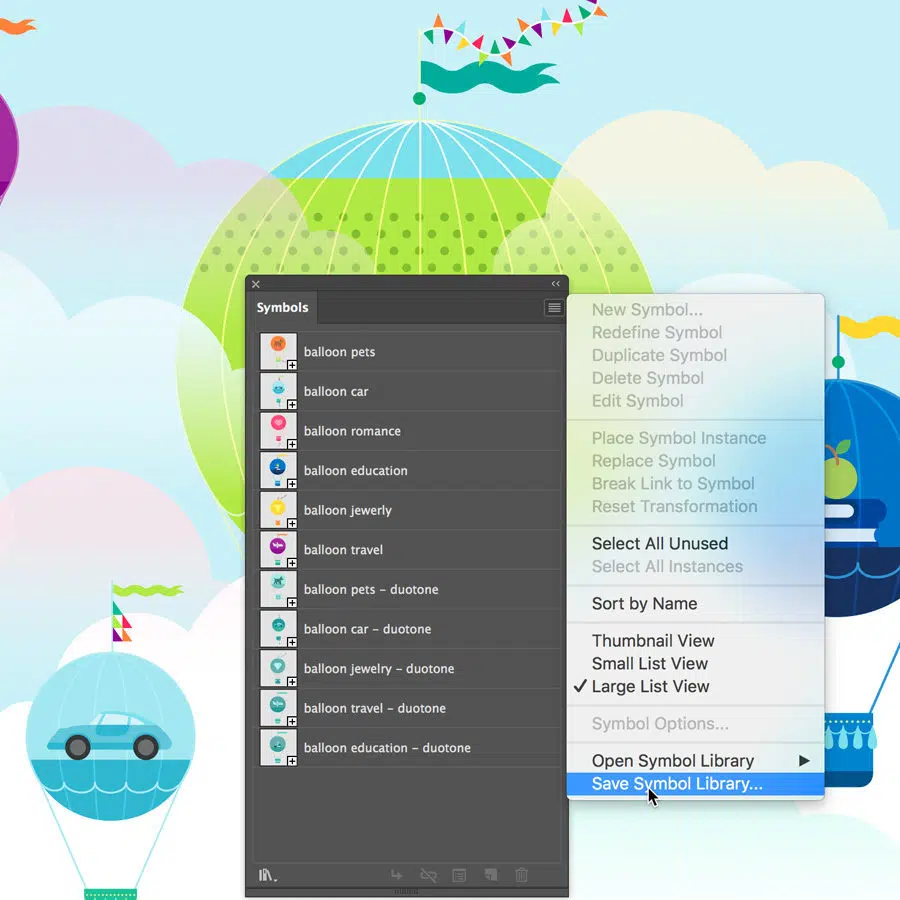 Symbols
balloon pets
balloon car
balloon romance
balloon education
balloon jewerly
balloon travel
balloon pets – duotone
balloon car – duotone
balloon jewelry – duotone
balloon travel – duotone
balloon education – duotone
New Symbol...
Redefine Symbol
Duplicate Symbol
Delete Symbol
Edit Symbol
Place Symbol Instance
Replace Symbol
Break Link to Symbol
Reset Transformation
Select All Unused
Select All Instances
Sort by Name
Thumbnail View
Small List View
Large List View
Symbol Options...
Open Symbol Library
Save Symbol Library...